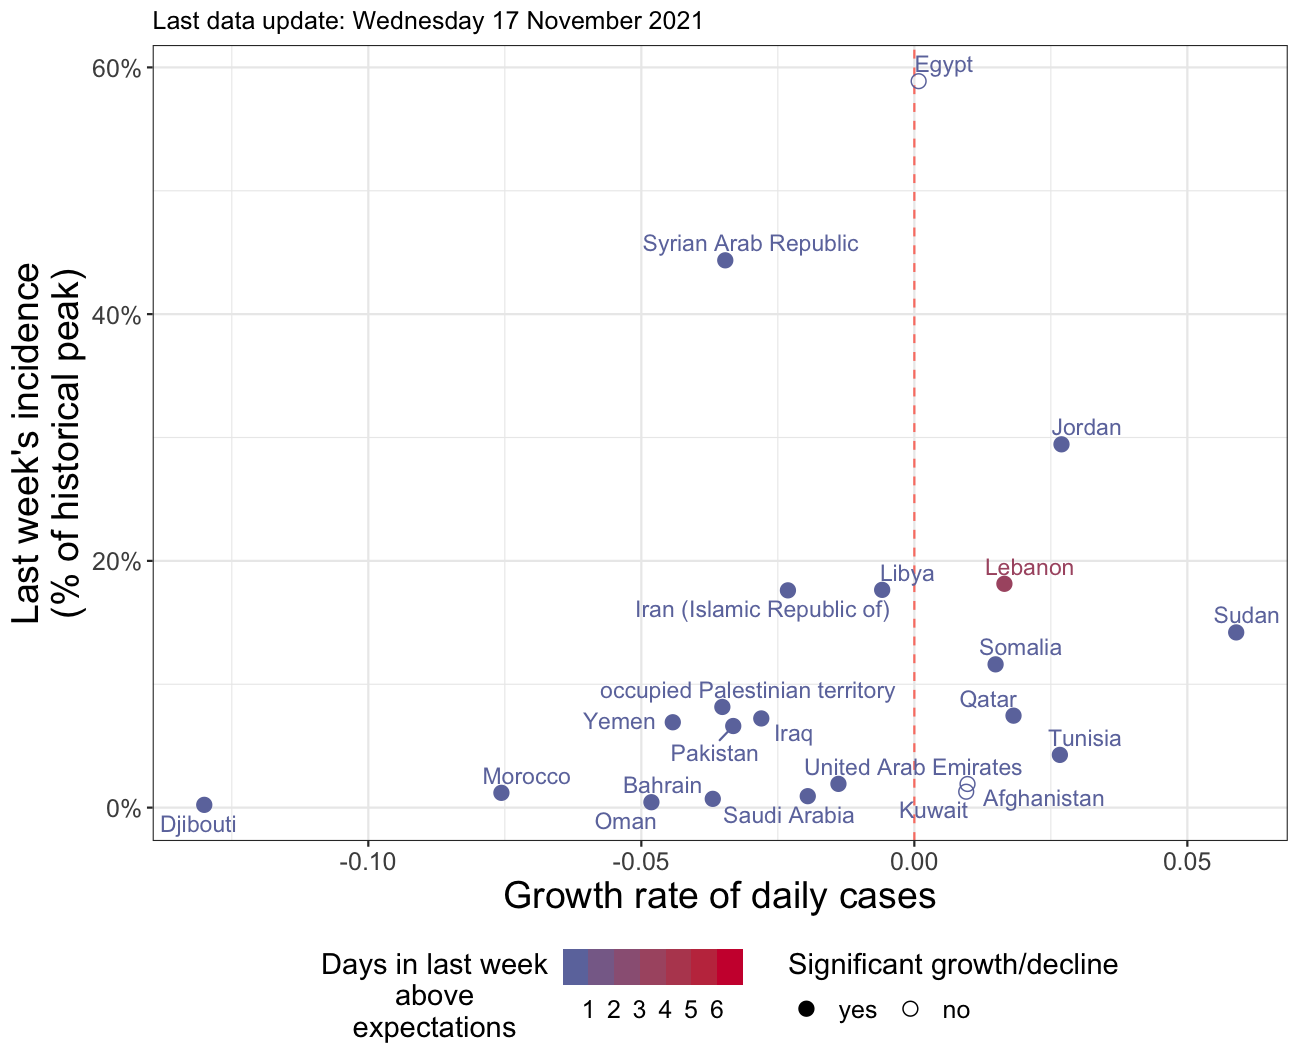 Last data update: Wednesday 17 November 2021
Last week's incidence
(% of historical peak)
60%
40%
20%
0%
Egypt
Syrian Arab Republic
Jordan
Lebanon
Libya
Iran (Islamic Republic of)
Sudan
Somalia
occupied Palestinian territory
Qatar
Yemen
Iraq
Tunisia
Pakistan
United Arab Emirates
Morocco
Bahrain
Afghanistan
Kuwait
Saudi Arabia
Oman
Djibouti
-0.10
-0.05
0.00
0.05
Growth rate of daily cases
Days in last week
above
expectations
1 2 3 4 5 6
Significant growth/decline
yes no